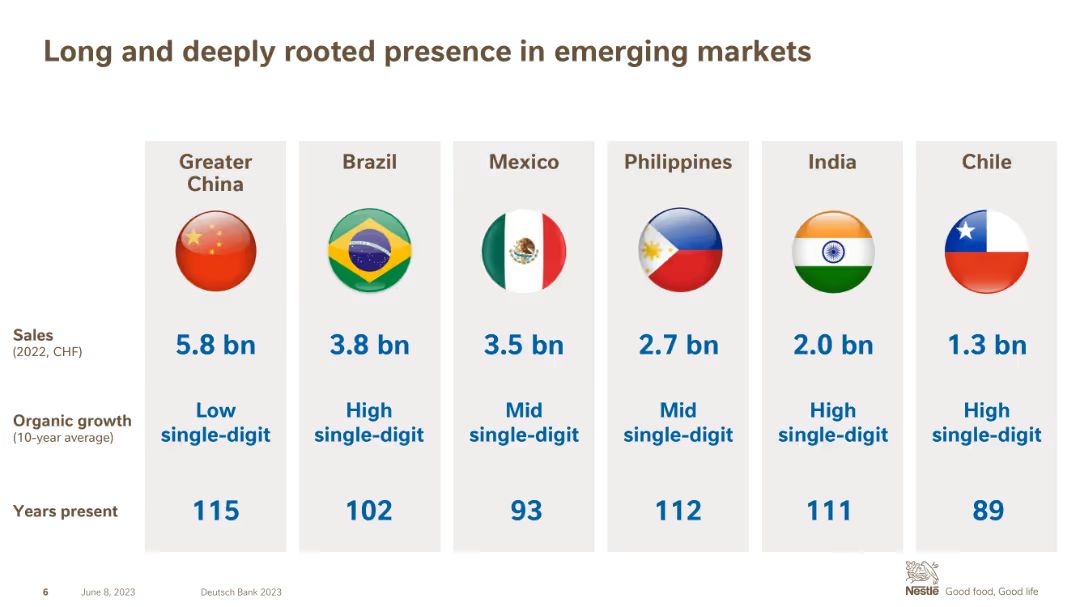 Long and deeply rooted presence in emerging markets
Greater
China
Brazil
Mexico
Philippines
India
Chile
Sales
(2022, CHF)
5.8 bn
3.8 bn
3.5 bn
2.7 bn
2.0 bn
1.3 bn
Organic growth
(10-year average)
Low
single-digit
High
single-digit
Mid
single-digit
Mid
single-digit
High
single-digit
High
single-digit
Years present
115
102
93
112
111
89
6
June 8, 2023
Deutsch Bank 2023
Nestlé
Good food, Good life